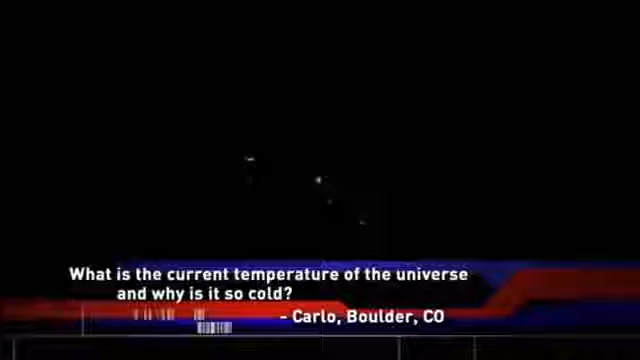 What is the current temperature of the universe
and why is it so cold?
- Carlo, Boulder, CO